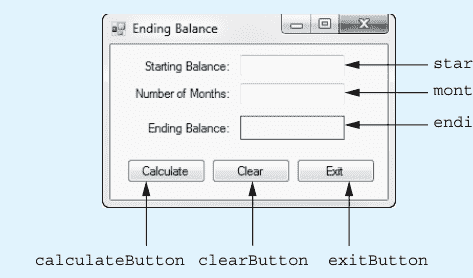 Ending Balance
Starting Balance: star
Number of Months: mont
Ending Balance: endi
Calculate Clear Exit
calculateButton clearButton exitButton